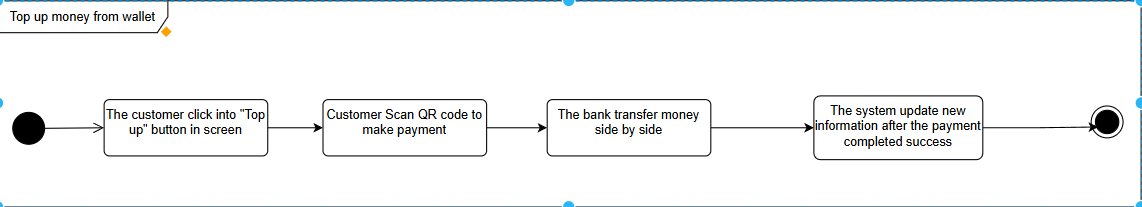 Top up money from wallet
The customer click into "Top
up" button in screen
Customer Scan QR code to
make payment
The bank transfer money
side by side
The system update new
information after the payment
completed success